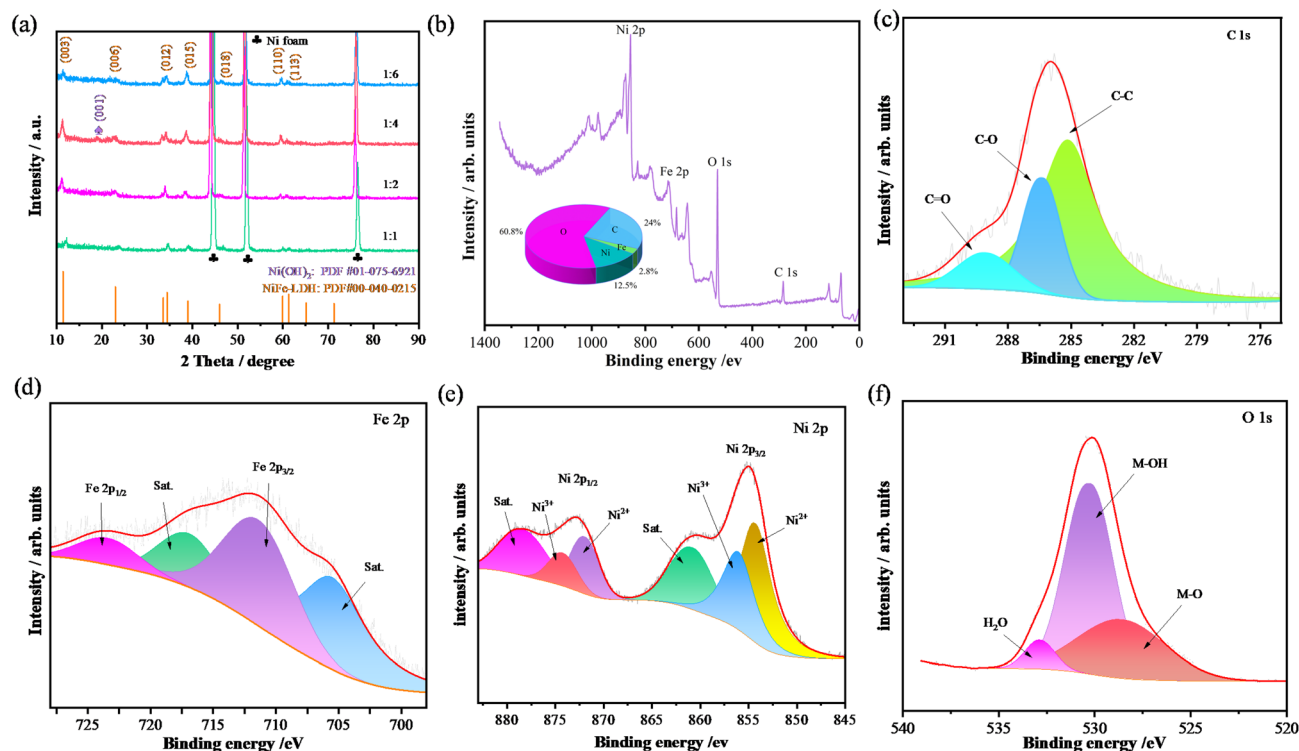 (a)
♣ Ni foam
(003)
(006)
(012)
(015)
(018)
(110)
(113)
♣ (001)
1:6
1:4
1:2
1:1
Ni(OH)₂: PDF #01-075-6921
NiFe-LDH: PDF#00-040-0215
Intensity / a.u.
10 20 30 40 50 60 70 80 90
2 Theta / degree
(b)
Ni 2p
Fe 2p
O 1s
C 1s
60.8%
O
C
24%
Fe
2.8%
Ni
12.5%
Intensity / arb. units
1400 1200 1000 800 600 400 200 0
Binding energy /ev
(c)
C 1s
C-C
C-O
C=O
Intensity / arb. units
291 288 285 282 279 276
Binding energy /eV
(d)
Fe 2p
Fe 2p₁/₂
Sat.
Fe 2p₃/₂
Sat.
Intensity / arb. units
725 720 715 710 705 700
Binding energy /eV
(e)
Ni 2p
Ni 2p₃/₂
Ni 2p₁/₂
Sat.
Ni³⁺
Ni²⁺
Sat.
Ni³⁺
Ni²⁺
intensity / arb. units
880 875 870 865 860 855 850 845
Binding energy /ev
(f)
O 1s
M-OH
M-O
H₂O
intensity / arb. units
540 535 530 525 520
Binding energy /eV